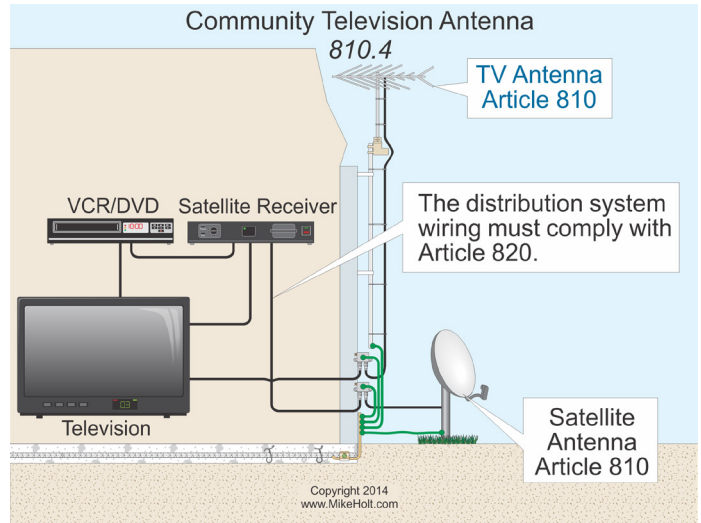 Community Television Antenna
810.4
TV Antenna
Article 810
VCR/DVD
Satellite Receiver
The distribution system
wiring must comply with
Article 820.
Television
Satellite
Antenna
Article 810
Copyright 2014
www.MikeHolt.com